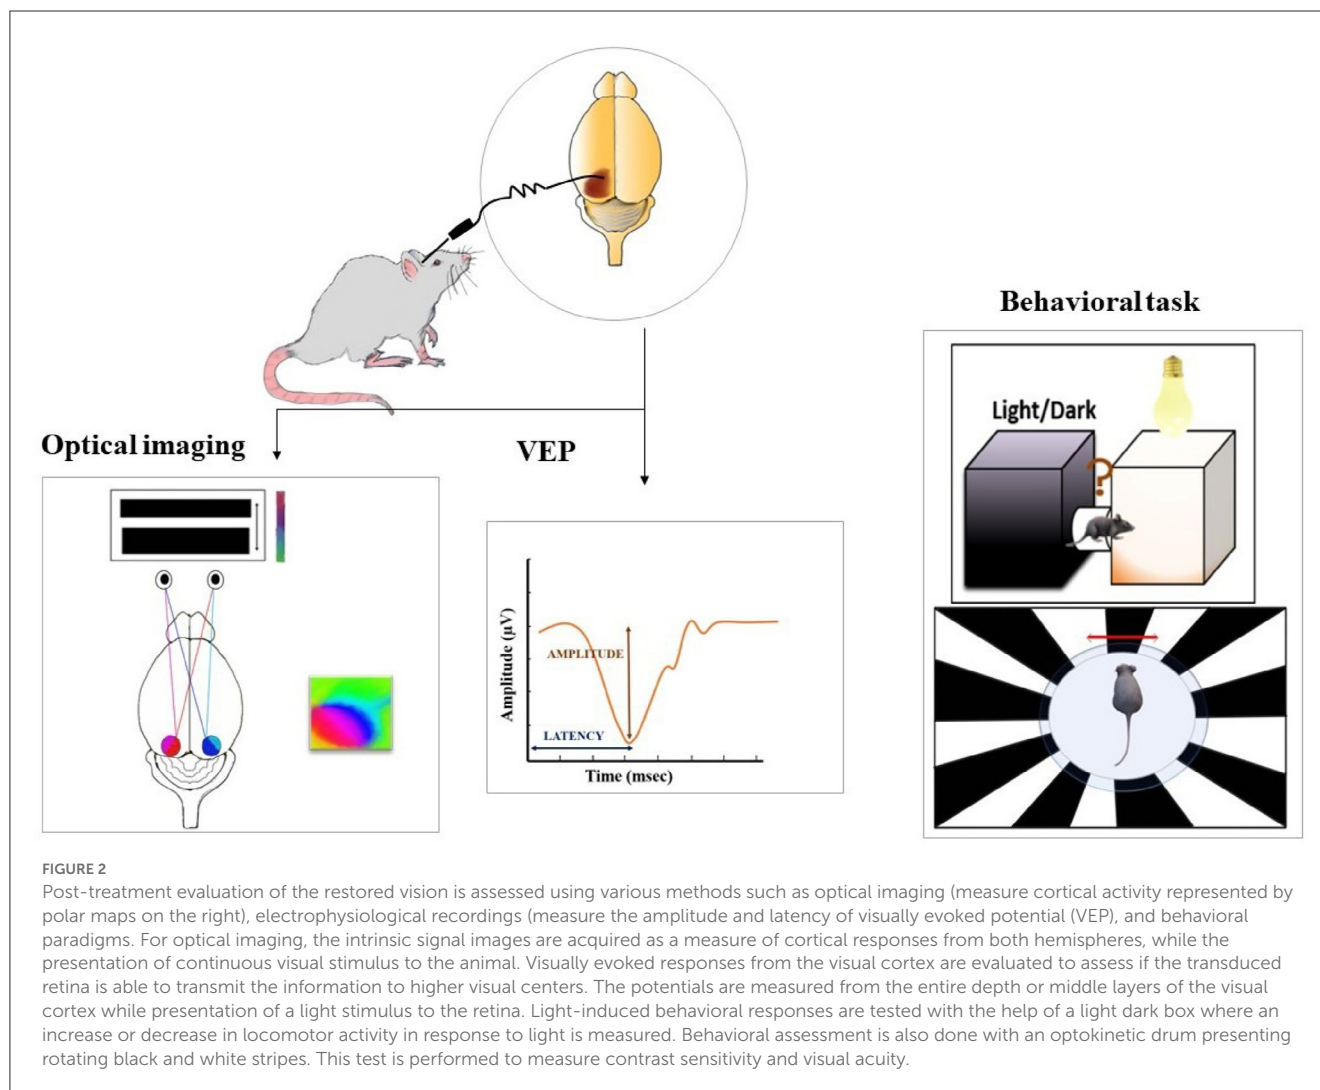 Behavioral task
Light/Dark
?
Optical imaging
VEP
Amplitude (µV)
AMPLITUDE
LATENCY
Time (msec)
FIGURE 2
Post-treatment evaluation of the restored vision is assessed using various methods such as optical imaging (measure cortical activity represented by
polar maps on the right), electrophysiological recordings (measure the amplitude and latency of visually evoked potential (VEP), and behavioral
paradigms. For optical imaging, the intrinsic signal images are acquired as a measure of cortical responses from both hemispheres, while the
presentation of continuous visual stimulus to the animal. Visually evoked responses from the visual cortex are evaluated to assess if the transduced
retina is able to transmit the information to higher visual centers. The potentials are measured from the entire depth or middle layers of the visual
cortex while presentation of a light stimulus to the retina. Light-induced behavioral responses are tested with the help of a light dark box where an
increase or decrease in locomotor activity in response to light is measured. Behavioral assessment is also done with an optokinetic drum presenting
rotating black and white stripes. This test is performed to measure contrast sensitivity and visual acuity.